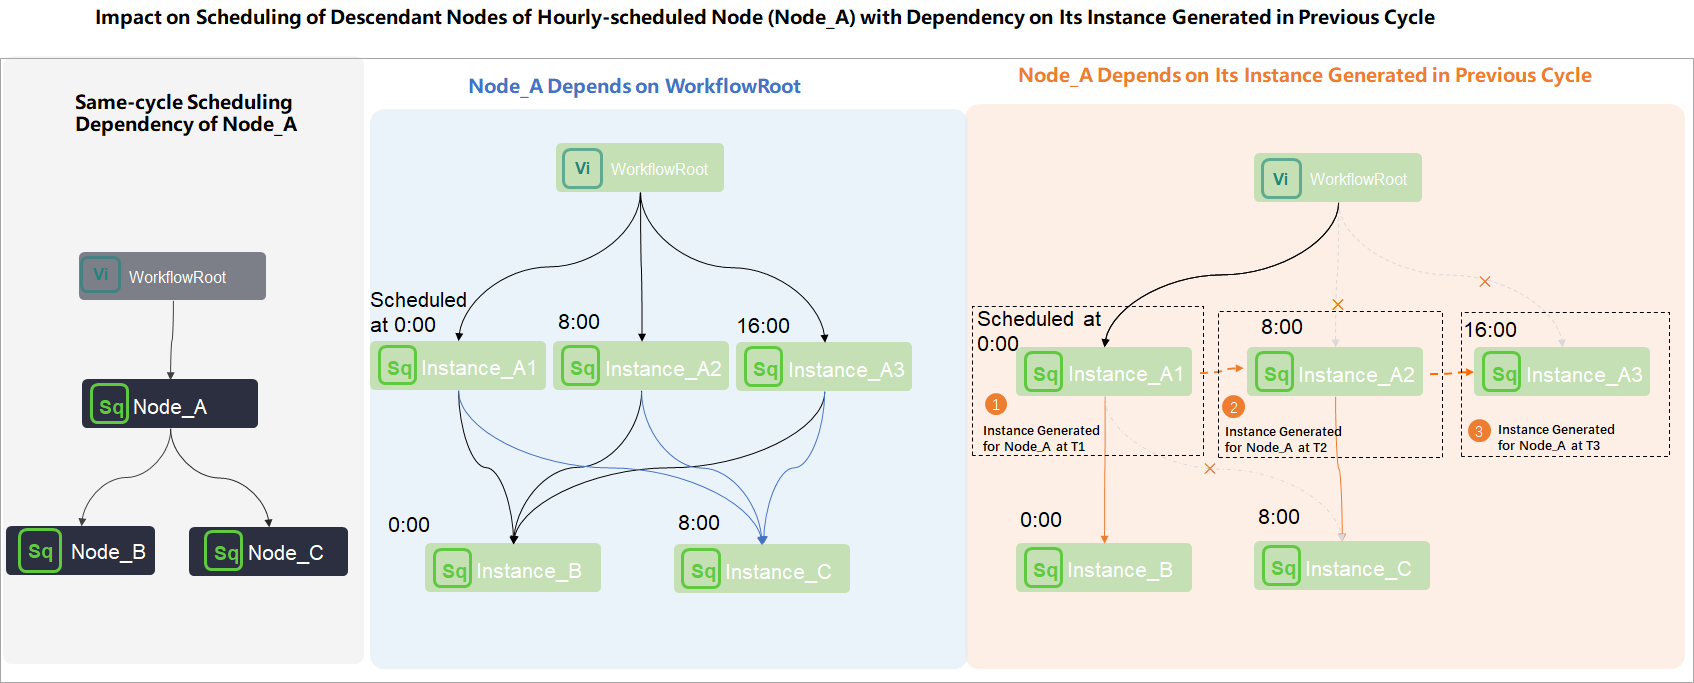 Impact on Scheduling of Descendant Nodes of Hourly-scheduled Node (Node_A) with Dependency on Its Instance Generated in Previous Cycle
Same-cycle Scheduling
Dependency of Node_A
Vi WorkflowRoot
Sq Node_A
Sq Node_B
Sq Node_C
Node_A Depends on WorkflowRoot
Vi WorkflowRoot
Scheduled
at 0:00
8:00
16:00
Sq Instance_A1
Sq Instance_A2
Sq Instance_A3
0:00
8:00
Sq Instance_B
Sq Instance_C
Node_A Depends on Its Instance Generated in Previous Cycle
Vi WorkflowRoot
Scheduled at
0:00
8:00
16:00
Sq Instance_A1
Sq Instance_A2
Sq Instance_A3
1
Instance Generated
for Node_A at T1
2
Instance Generated
for Node_A at T2
3
Instance Generated
for Node_A at T3
0:00
8:00
Sq Instance_B
Sq Instance_C